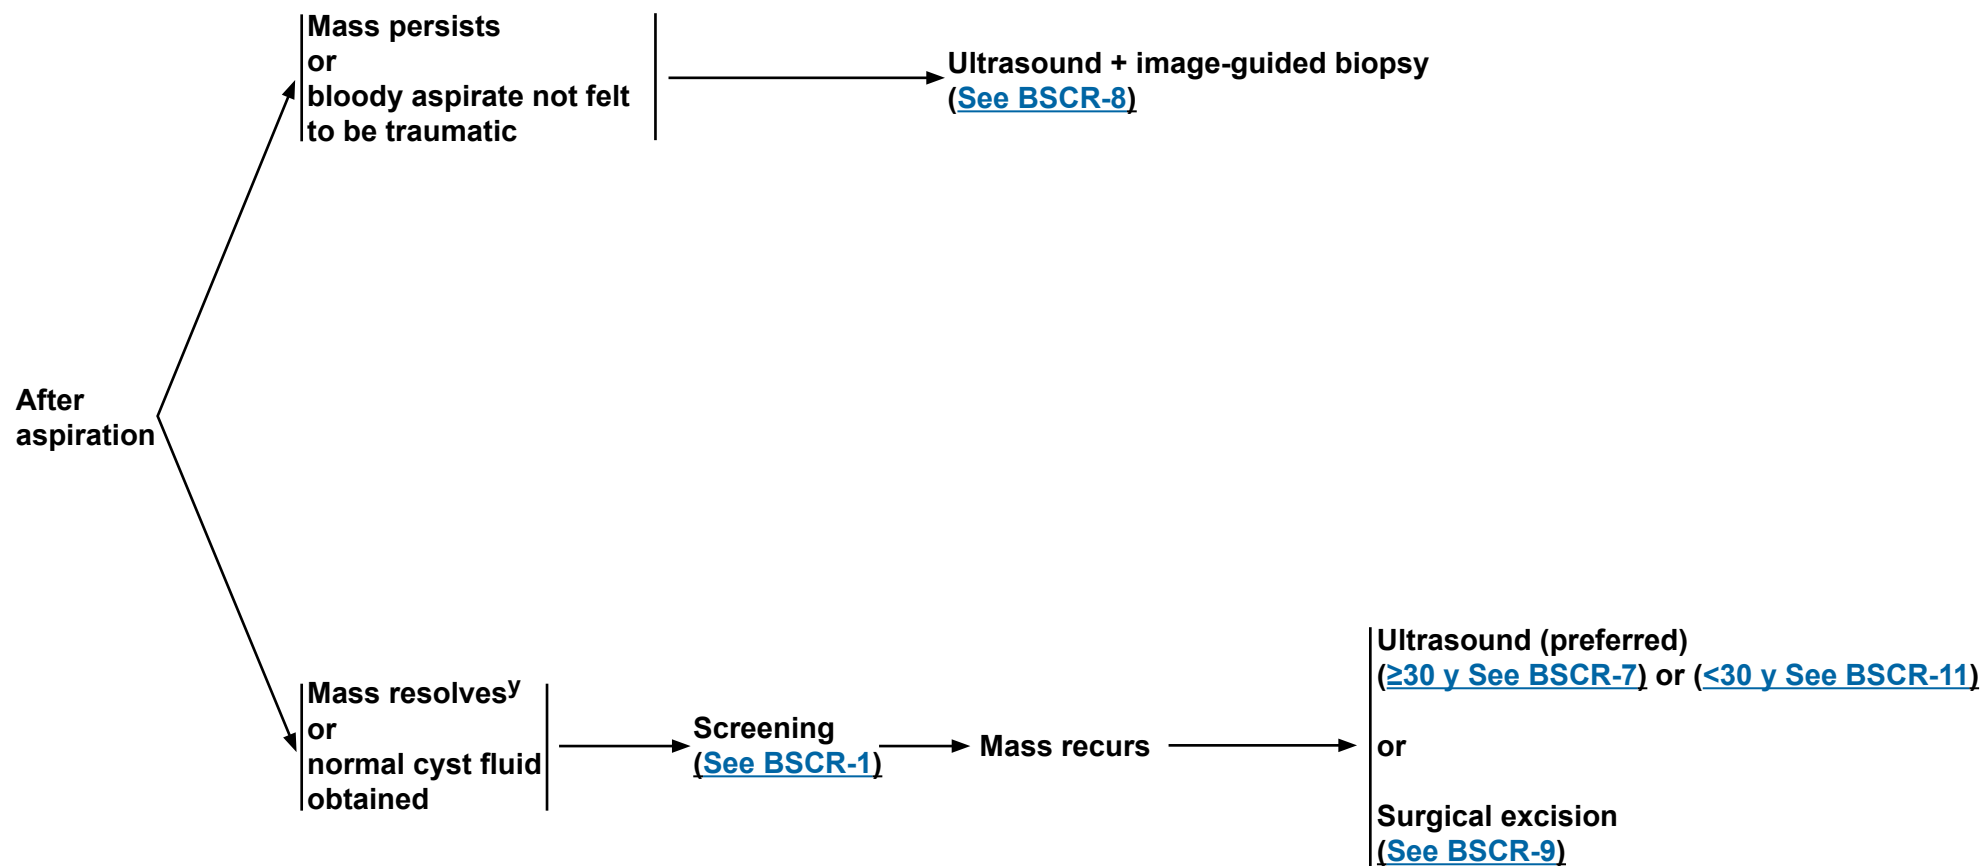 Mass persists
or
bloody aspirate not felt
to be traumatic
Ultrasound + image-guided biopsy
(See BSCR-8)
After
aspiration
Mass resolvesʸ
or
normal cyst fluid
obtained
Screening
(See BSCR-1)
Mass recurs
Ultrasound (preferred)
(≥30 y See BSCR-7) or (<30 y See BSCR-11)
or
Surgical excision
(See BSCR-9)